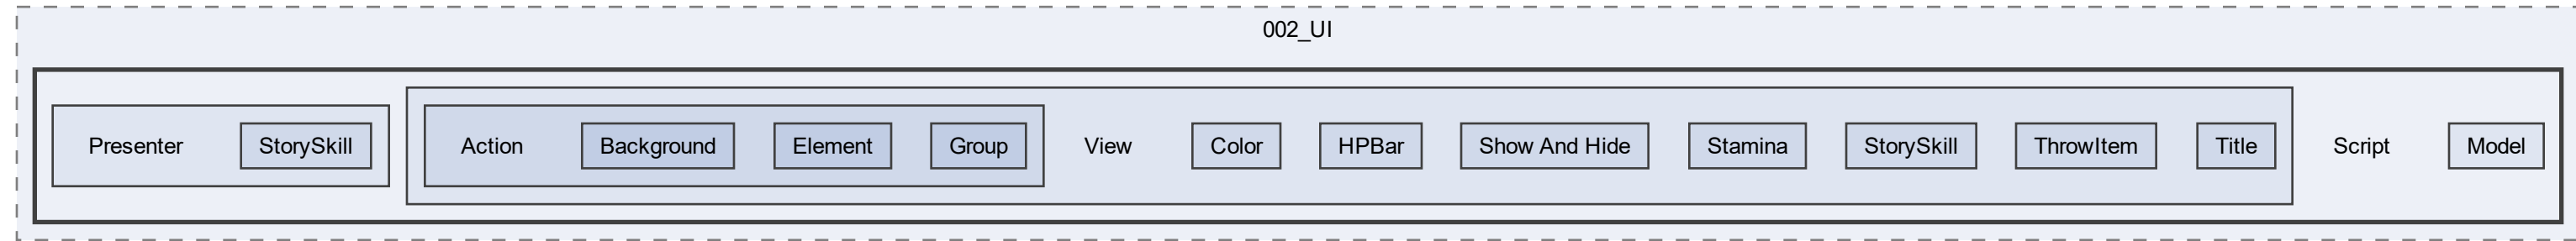 002_UI
Presenter
StorySkill
Action
Background
Element
Group
View
Color
HPBar
Show And Hide
Stamina
StorySkill
ThrowItem
Title
Script
Model